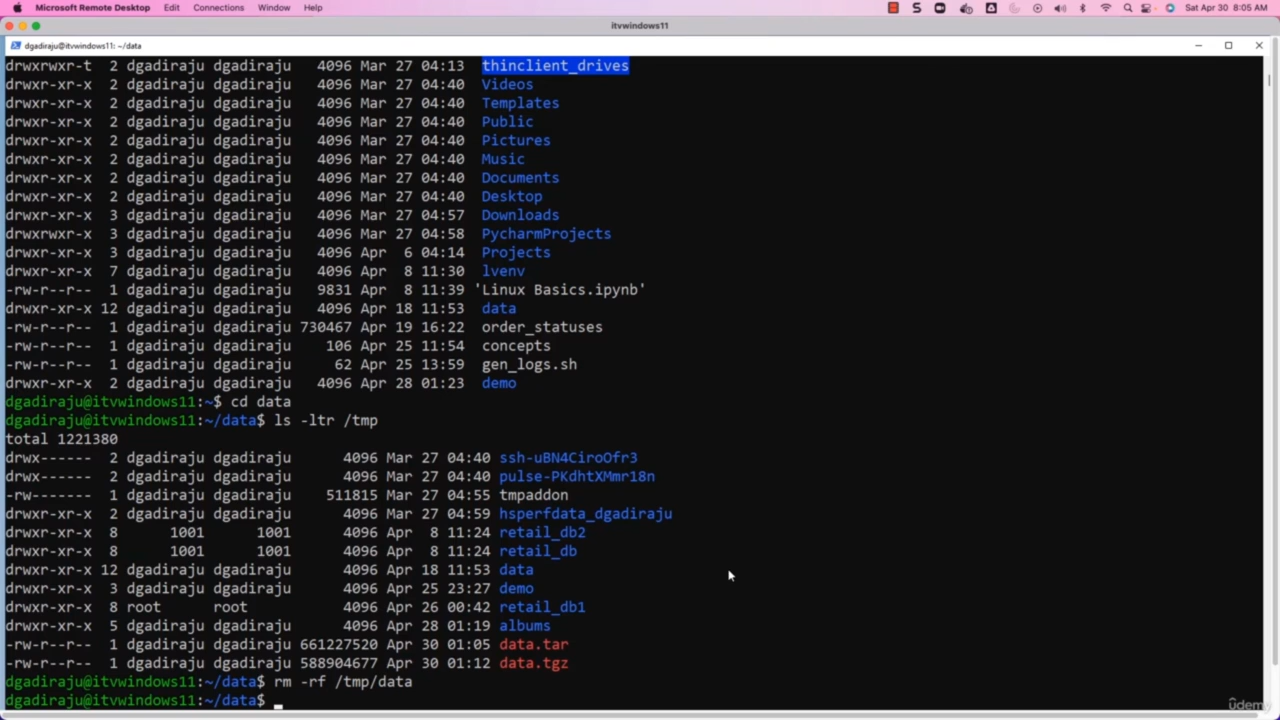 Microsoft Remote Desktop Edit Connections Window Help Sat Apr 30 8:05 AM
itvwindows11
dgadiraju@itvwindows11: ~/data
drwxrwxr-t 2 dgadiraju dgadiraju 4096 Mar 27 04:13 thinclient_drives
drwxr-xr-x 2 dgadiraju dgadiraju 4096 Mar 27 04:40 Videos
drwxr-xr-x 2 dgadiraju dgadiraju 4096 Mar 27 04:40 Templates
drwxr-xr-x 2 dgadiraju dgadiraju 4096 Mar 27 04:40 Public
drwxr-xr-x 2 dgadiraju dgadiraju 4096 Mar 27 04:40 Pictures
drwxr-xr-x 2 dgadiraju dgadiraju 4096 Mar 27 04:40 Music
drwxr-xr-x 2 dgadiraju dgadiraju 4096 Mar 27 04:40 Documents
drwxr-xr-x 2 dgadiraju dgadiraju 4096 Mar 27 04:40 Desktop
drwxr-xr-x 3 dgadiraju dgadiraju 4096 Mar 27 04:57 Downloads
drwxrwxr-x 3 dgadiraju dgadiraju 4096 Mar 27 04:58 PycharmProjects
drwxr-xr-x 3 dgadiraju dgadiraju 4096 Apr 6 04:14 Projects
drwxr-xr-x 7 dgadiraju dgadiraju 4096 Apr 8 11:30 lvenv
-rw-r--r-- 1 dgadiraju dgadiraju 9831 Apr 8 11:39 'Linux Basics.ipynb'
drwxr-xr-x 12 dgadiraju dgadiraju 4096 Apr 18 11:53 data
-rw-r--r-- 1 dgadiraju dgadiraju 730467 Apr 19 16:22 order_statuses
-rw-r--r-- 1 dgadiraju dgadiraju 106 Apr 25 11:54 concepts
-rw-r--r-- 1 dgadiraju dgadiraju 62 Apr 25 13:59 gen_logs.sh
drwxr-xr-x 2 dgadiraju dgadiraju 4096 Apr 28 01:23 demo
dgadiraju@itvwindows11:~$ cd data
dgadiraju@itvwindows11:~/data$ ls -ltr /tmp
total 1221380
drwx------ 2 dgadiraju dgadiraju 4096 Mar 27 04:40 ssh-uBN4CiroOfr3
drwx------ 2 dgadiraju dgadiraju 4096 Mar 27 04:40 pulse-PKdhtXMmr18n
-rw------- 1 dgadiraju dgadiraju 511815 Mar 27 04:55 tmpaddon
drwxr-xr-x 2 dgadiraju dgadiraju 4096 Mar 27 04:59 hsperfdata_dgadiraju
drwxr-xr-x 8 1001 1001 4096 Apr 8 11:24 retail_db2
drwxr-xr-x 8 1001 1001 4096 Apr 8 11:24 retail_db
drwxr-xr-x 12 dgadiraju dgadiraju 4096 Apr 18 11:53 data
drwxr-xr-x 3 dgadiraju dgadiraju 4096 Apr 25 23:27 demo
drwxr-xr-x 8 root root 4096 Apr 26 00:42 retail_db1
drwxr-xr-x 5 dgadiraju dgadiraju 4096 Apr 28 01:19 albums
-rw-r--r-- 1 dgadiraju dgadiraju 661227520 Apr 30 01:05 data.tar
-rw-r--r-- 1 dgadiraju dgadiraju 588904677 Apr 30 01:12 data.tgz
dgadiraju@itvwindows11:~/data$ rm -rf /tmp/data
dgadiraju@itvwindows11:~/data$
udemy